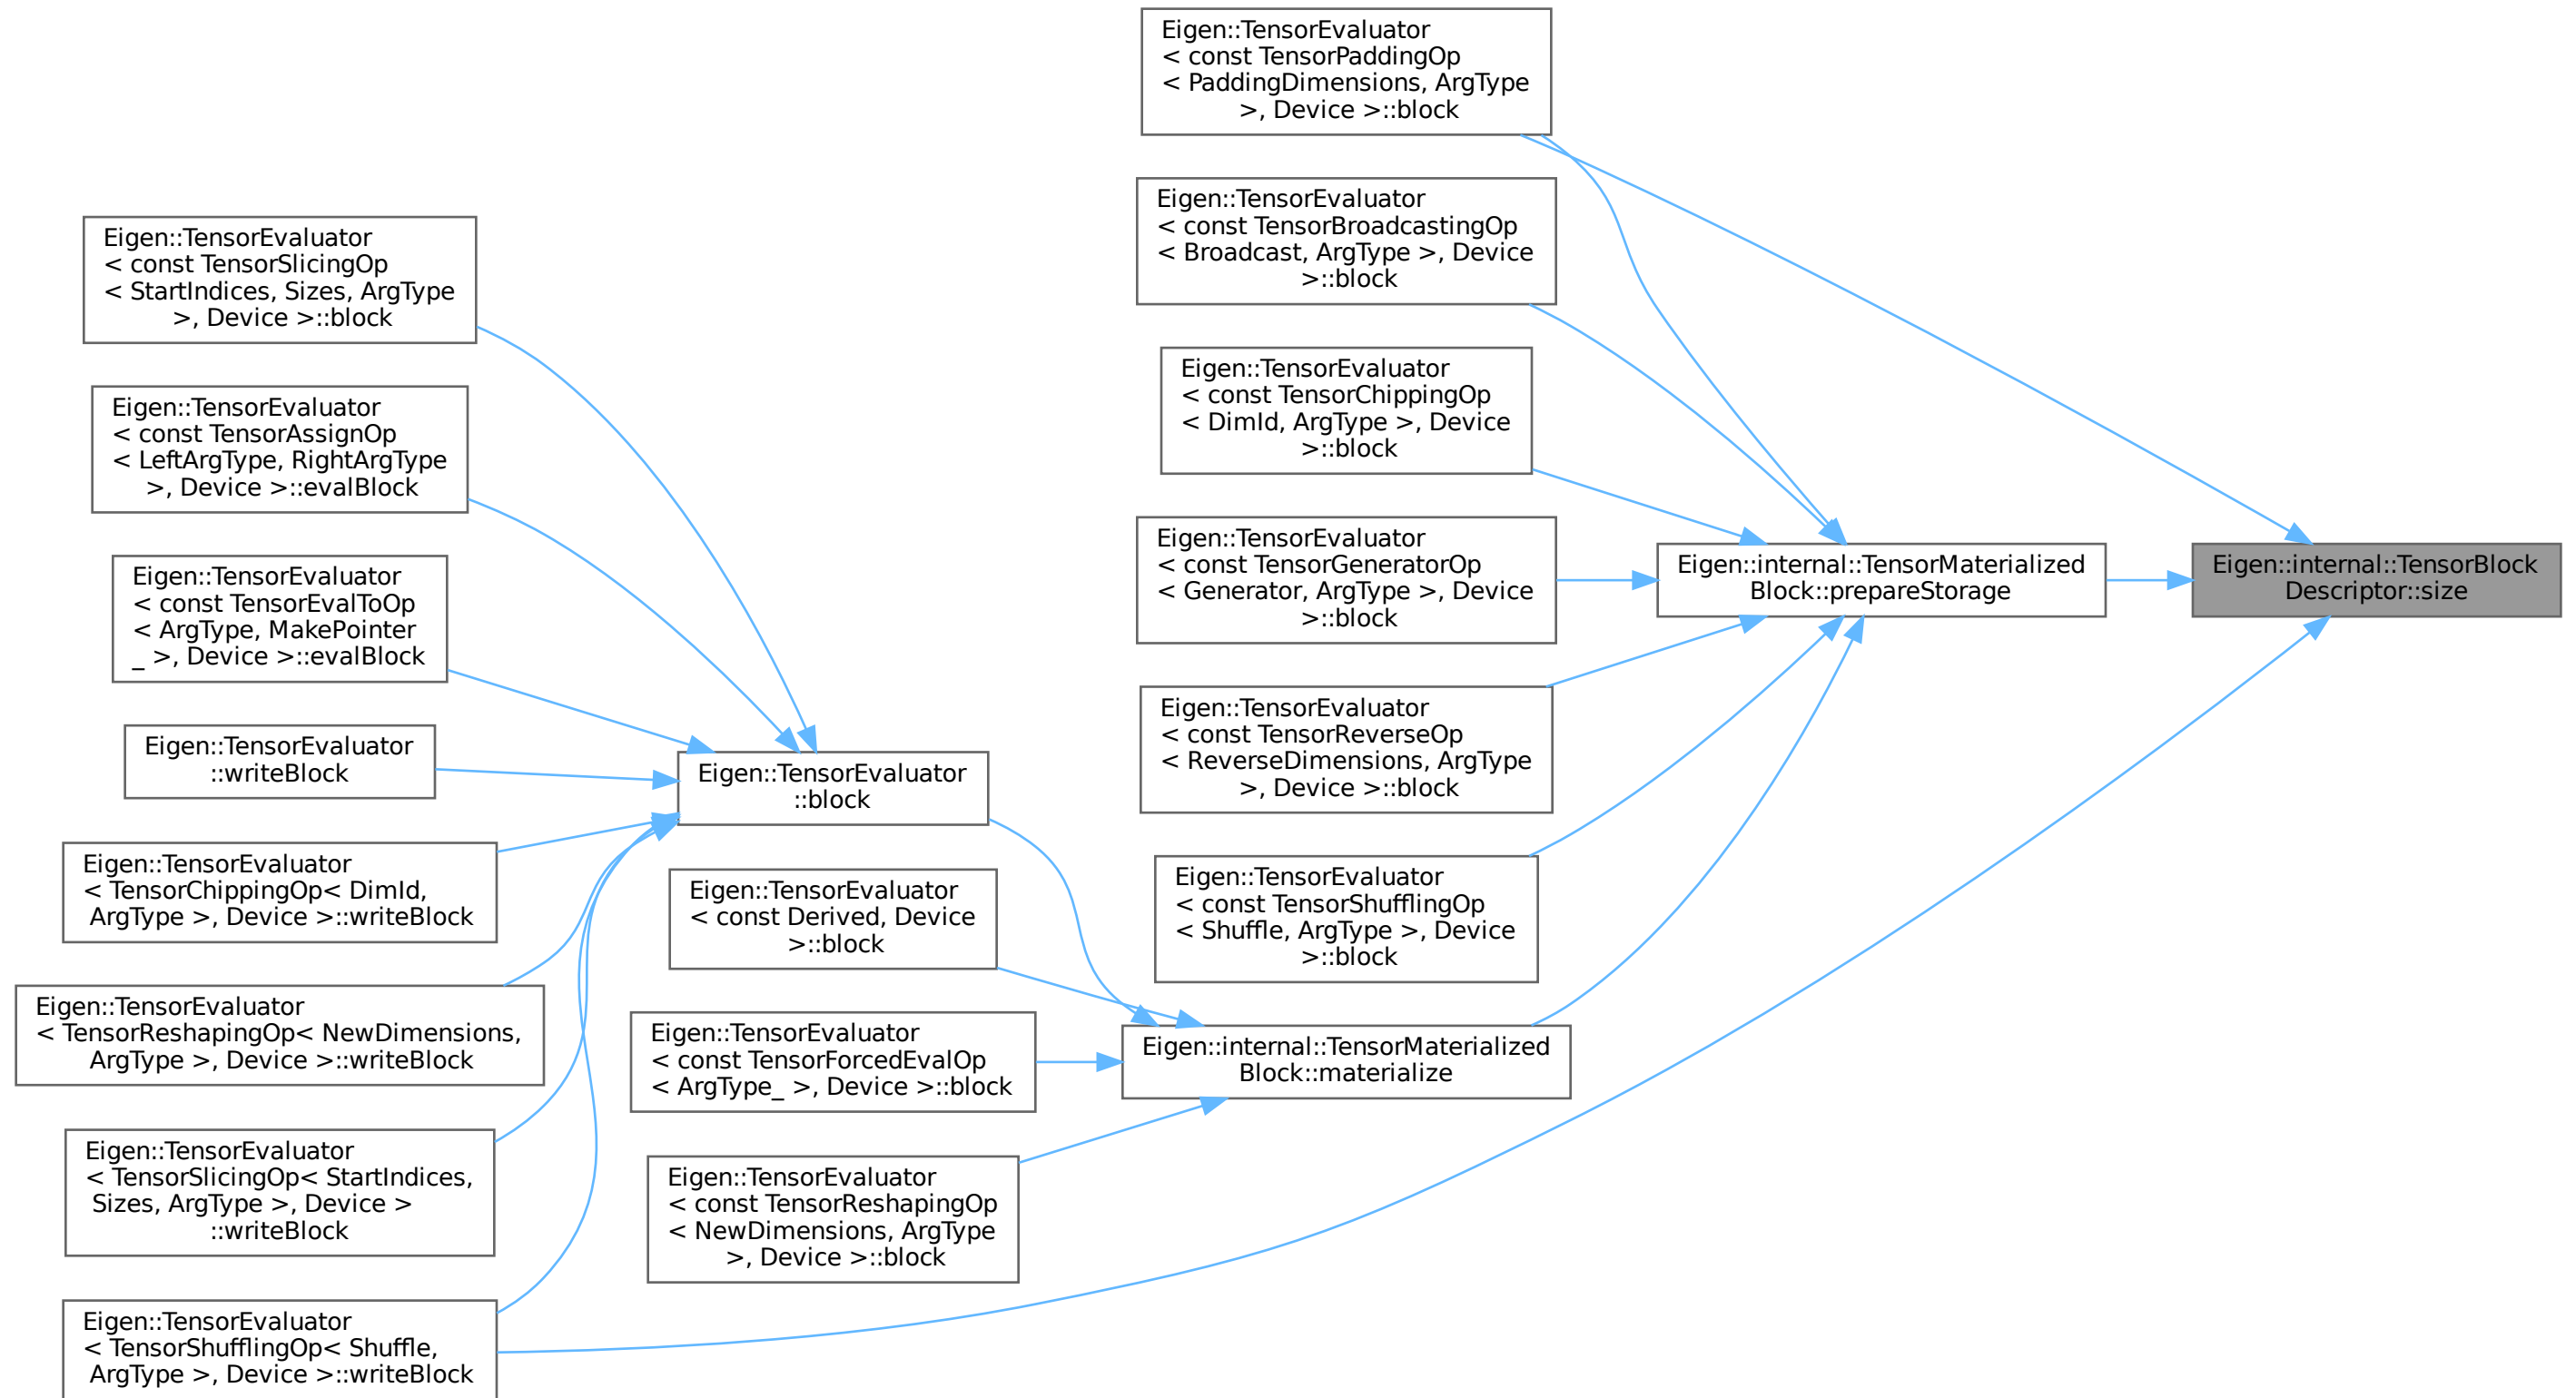 Eigen::TensorEvaluator
< const TensorPaddingOp
< PaddingDimensions, ArgType
>, Device >::block
Eigen::TensorEvaluator
< const TensorBroadcastingOp
< Broadcast, ArgType >, Device
>::block
Eigen::TensorEvaluator
< const TensorSlicingOp
< StartIndices, Sizes, ArgType
>, Device >::block
Eigen::TensorEvaluator
< const TensorChippingOp
< DimId, ArgType >, Device
>::block
Eigen::TensorEvaluator
< const TensorAssignOp
< LeftArgType, RightArgType
>, Device >::evalBlock
Eigen::TensorEvaluator
< const TensorGeneratorOp
< Generator, ArgType >, Device
>::block
Eigen::internal::TensorMaterialized
Block::prepareStorage
Eigen::internal::TensorBlock
Descriptor::size
Eigen::TensorEvaluator
< const TensorEvalToOp
< ArgType, MakePointer
_ >, Device >::evalBlock
Eigen::TensorEvaluator
< const TensorReverseOp
< ReverseDimensions, ArgType
>, Device >::block
Eigen::TensorEvaluator
::writeBlock
Eigen::TensorEvaluator
::block
Eigen::TensorEvaluator
< TensorChippingOp< DimId,
ArgType >, Device >::writeBlock
Eigen::TensorEvaluator
< const Derived, Device
>::block
Eigen::TensorEvaluator
< const TensorShufflingOp
< Shuffle, ArgType >, Device
>::block
Eigen::TensorEvaluator
< TensorReshapingOp< NewDimensions,
ArgType >, Device >::writeBlock
Eigen::TensorEvaluator
< const TensorForcedEvalOp
< ArgType_ >, Device >::block
Eigen::internal::TensorMaterialized
Block::materialize
Eigen::TensorEvaluator
< TensorSlicingOp< StartIndices,
Sizes, ArgType >, Device >
::writeBlock
Eigen::TensorEvaluator
< const TensorReshapingOp
< NewDimensions, ArgType
>, Device >::block
Eigen::TensorEvaluator
< TensorShufflingOp< Shuffle,
ArgType >, Device >::writeBlock